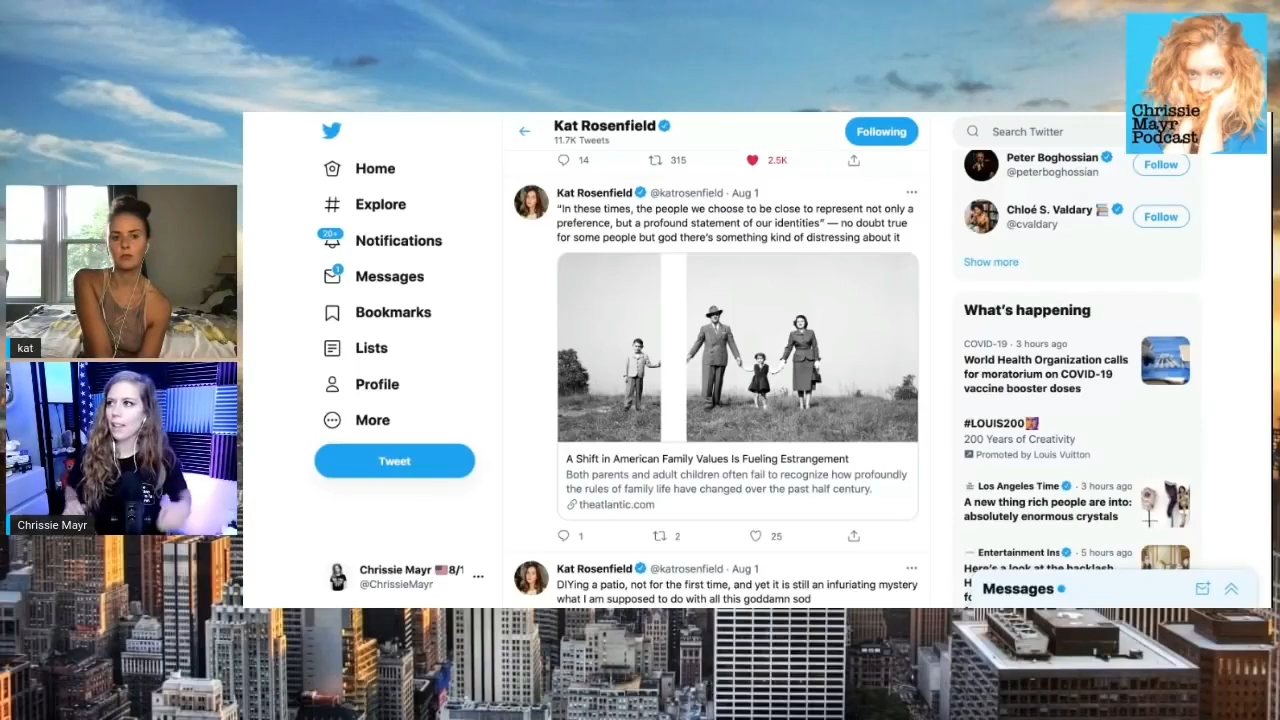 Chrissie
Mayr
Podcast
kat
Chrissie Mayr
Home
Explore
20+
Notifications
1
Messages
Bookmarks
Lists
Profile
More
Tweet
Chrissie Mayr 🇺🇸8/1
@ChrissieMayr
Kat Rosenfield
11.7K Tweets
Following
14
315
2.5K
Kat Rosenfield @katrosenfield · Aug 1
“In these times, the people we choose to be close to represent not only a
preference, but a profound statement of our identities” — no doubt true
for some people but god there’s something kind of distressing about it
A Shift in American Family Values Is Fueling Estrangement
Both parents and adult children often fail to recognize how profoundly
the rules of family life have changed over the past half century.
theatlantic.com
1
2
25
Kat Rosenfield @katrosenfield · Aug 1
DIYing a patio, not for the first time, and yet it is still an infuriating mystery
what I am supposed to do with all this goddamn sod
Search Twitter
Peter Boghossian
@peterboghossian
Follow
Chloé S. Valdary
@cvaldary
Follow
Show more
What’s happening
COVID-19 · 3 hours ago
World Health Organization calls
for moratorium on COVID-19
vaccine booster doses
#LOUIS200
200 Years of Creativity
Promoted by Louis Vuitton
Los Angeles Time · 3 hours ago
A new thing rich people are into:
absolutely enormous crystals
Entertainment Ins · 5 hours ago
Here’s a look at the backlash
Messages